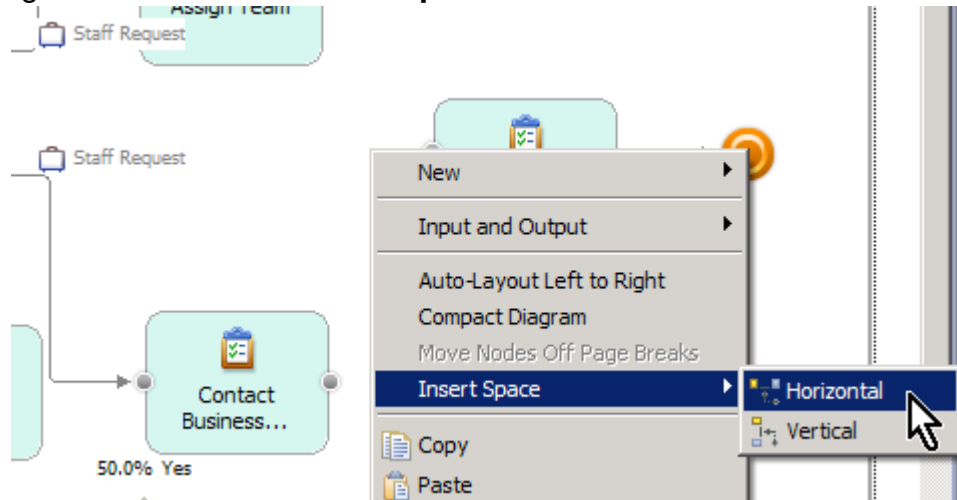 Assign Team
Staff Request
Staff Request
New
Input and Output
Auto-Layout Left to Right
Compact Diagram
Move Nodes Off Page Breaks
Insert Space
Horizontal
Vertical
Contact
Business...
Copy
50.0% Yes
Paste